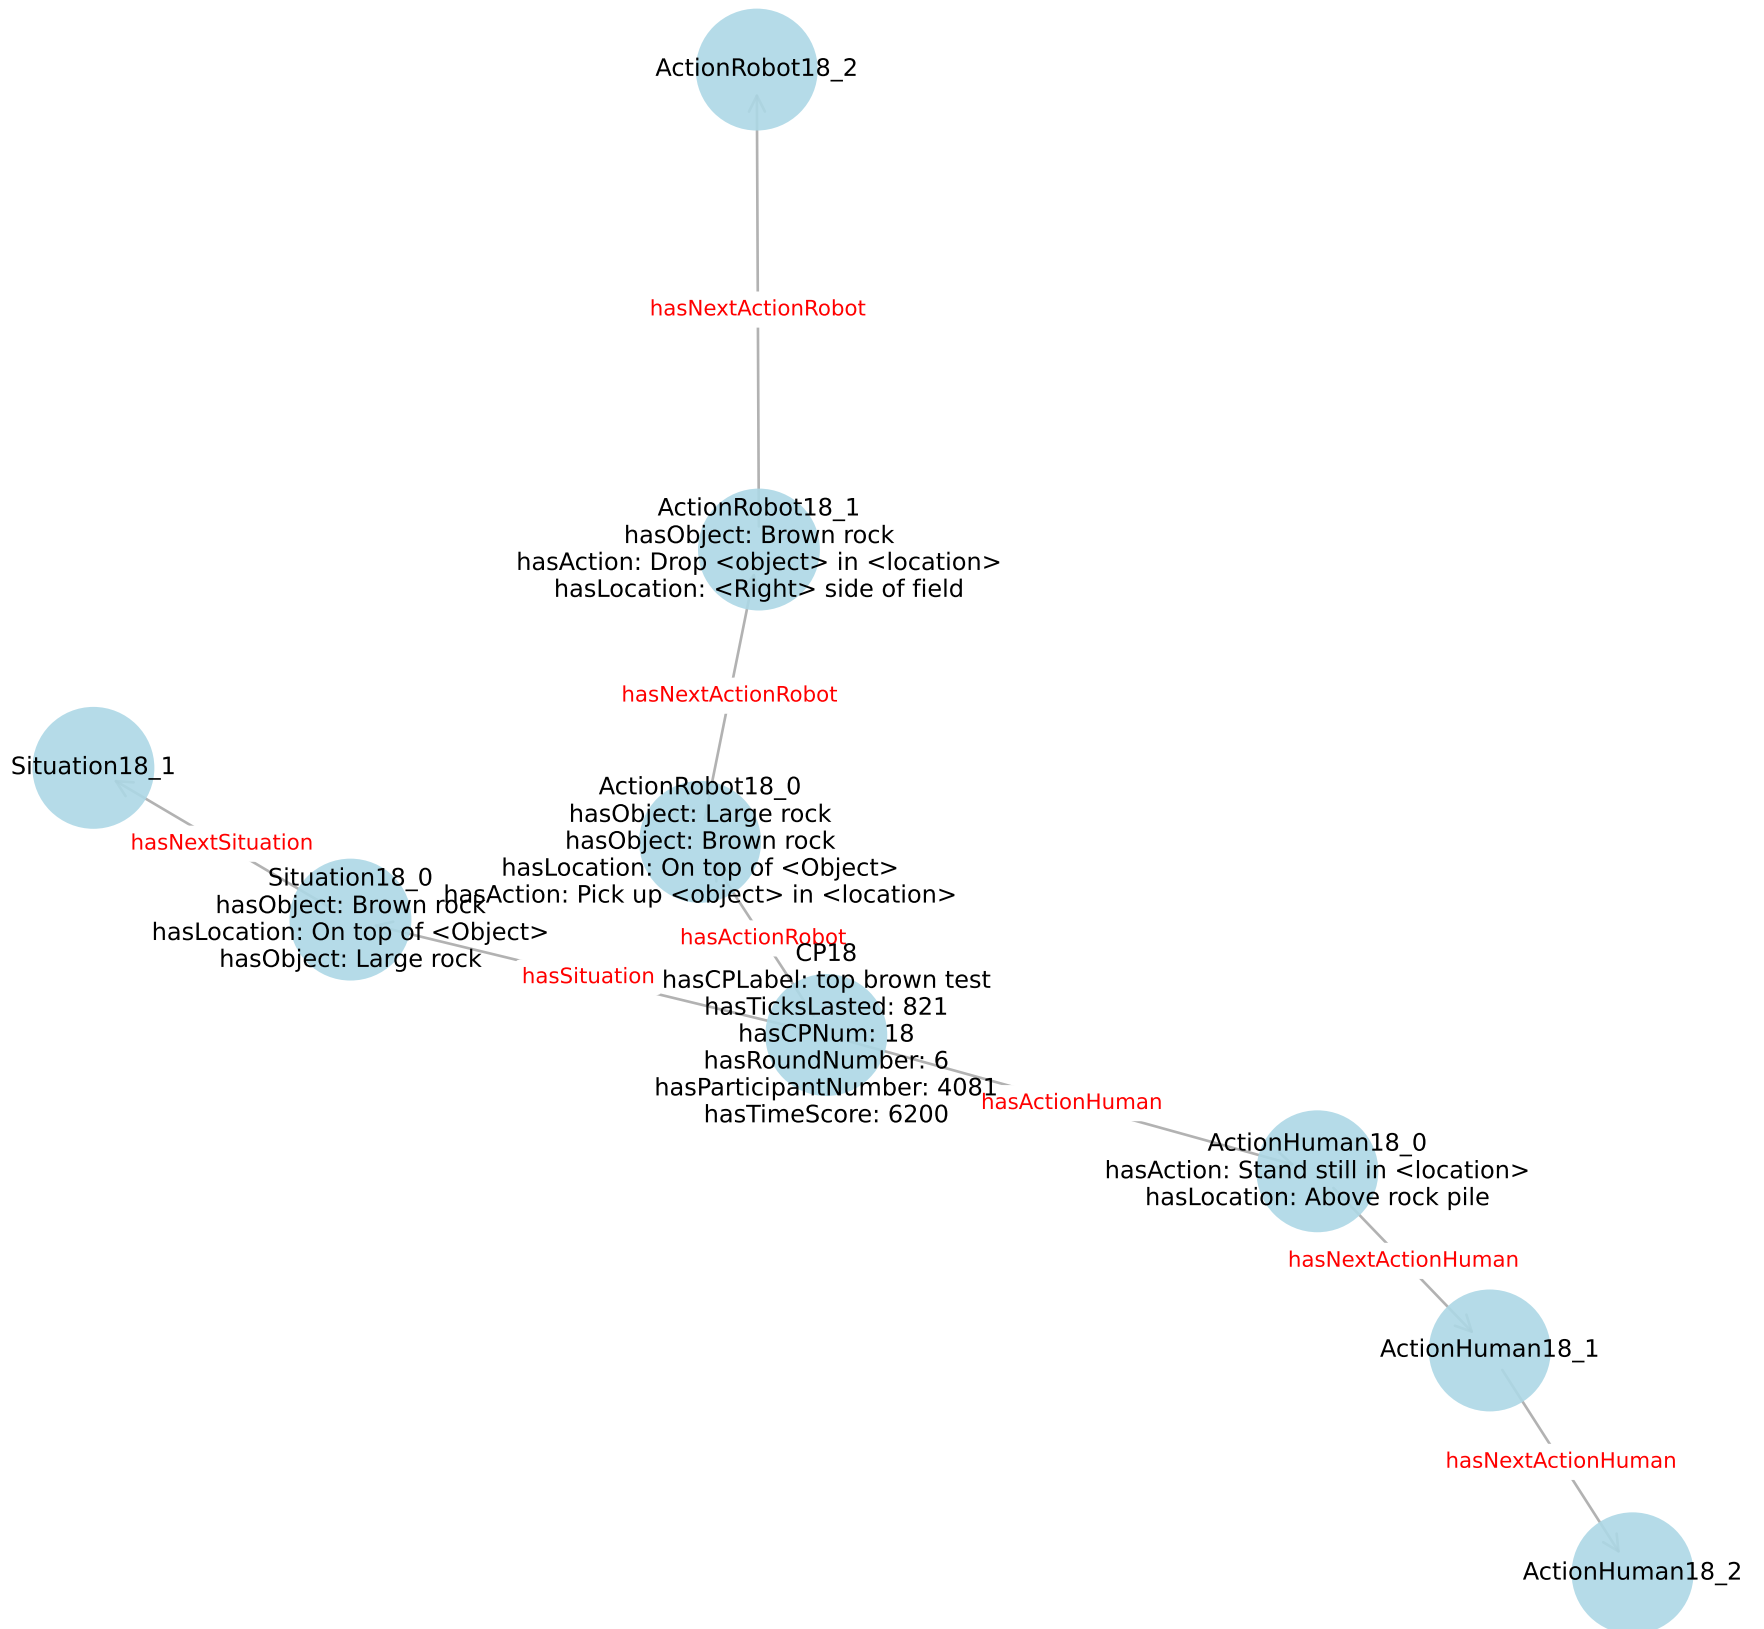 ActionRobot18_2
hasNextActionRobot
ActionRobot18_1
hasObject: Brown rock
hasAction: Drop <object> in <location>
hasLocation: <Right> side of field
hasNextActionRobot
Situation18_1
hasNextSituation
ActionRobot18_0
hasObject: Large rock
hasObject: Brown rock
hasLocation: On top of <Object>
hasAction: Pick up <object> in <location>
Situation18_0
hasObject: Brown rock
hasLocation: On top of <Object>
hasObject: Large rock
hasActionRobot
hasSituation
CP18
hasCPLabel: top brown test
hasTicksLasted: 821
hasCPNum: 18
hasRoundNumber: 6
hasParticipantNumber: 4081
hasTimeScore: 6200
hasActionHuman
ActionHuman18_0
hasAction: Stand still in <location>
hasLocation: Above rock pile
hasNextActionHuman
ActionHuman18_1
hasNextActionHuman
ActionHuman18_2